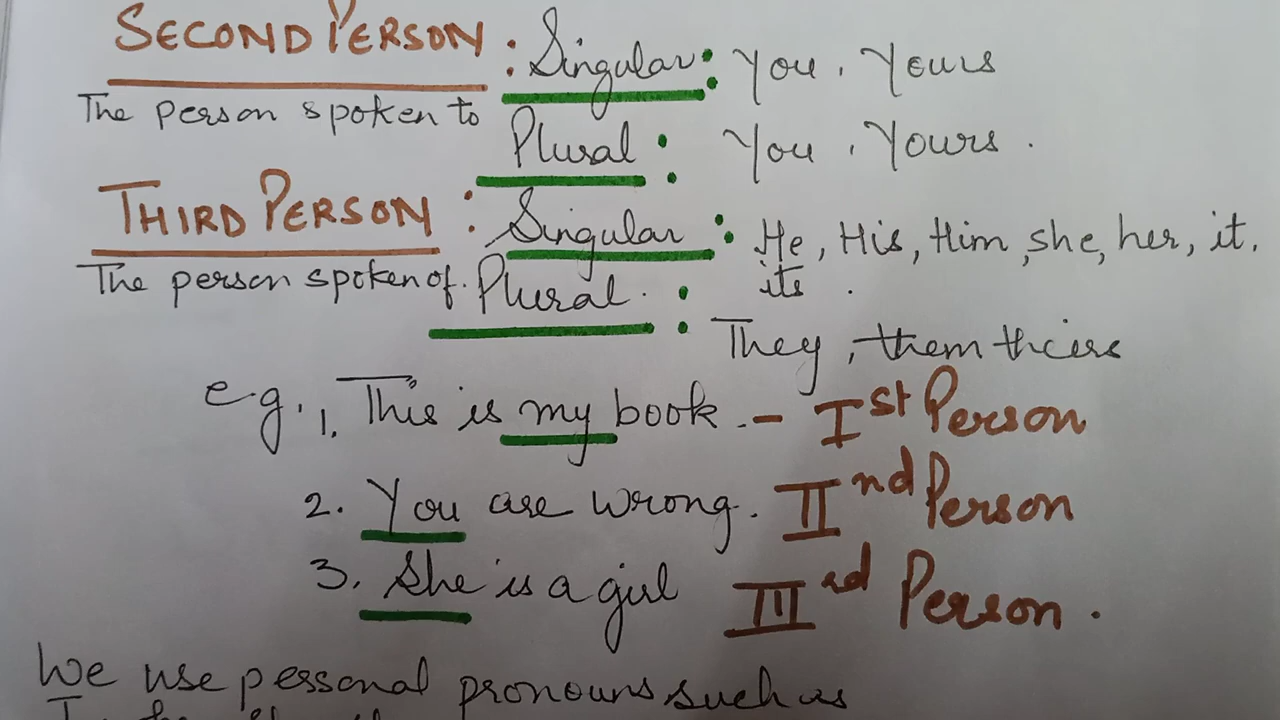 SECOND PERSON : Singular : You, Yours
The person spoken to
Plural : You, Yours.
THIRD PERSON : Singular : He, His, Him, she, her, it,
its.
The person spoken of. Plural. :
They, them theirs
e.g. 1. This is my book. - Ist Person
2. You are wrong. IInd Person
3. She is a girl IIIrd Person.
We use personal pronouns such as